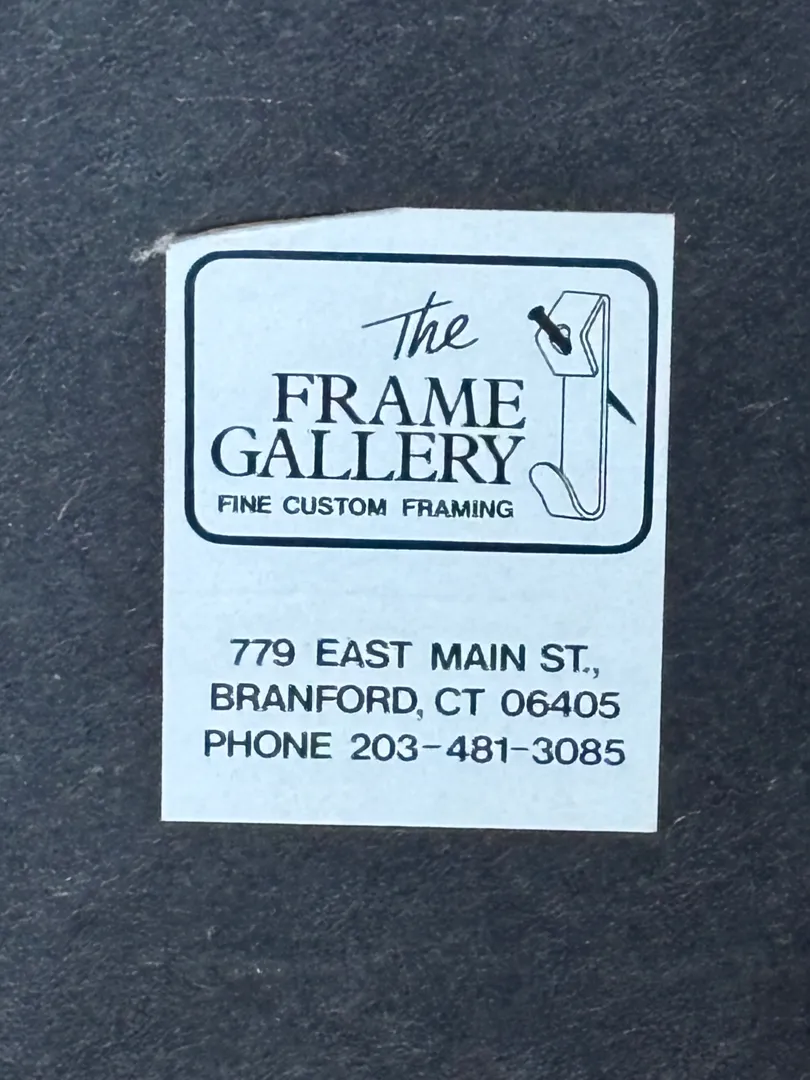 The
FRAME
GALLERY
FINE CUSTOM FRAMING
779 EAST MAIN ST.,
BRANFORD, CT 06405
PHONE 203-481-3085